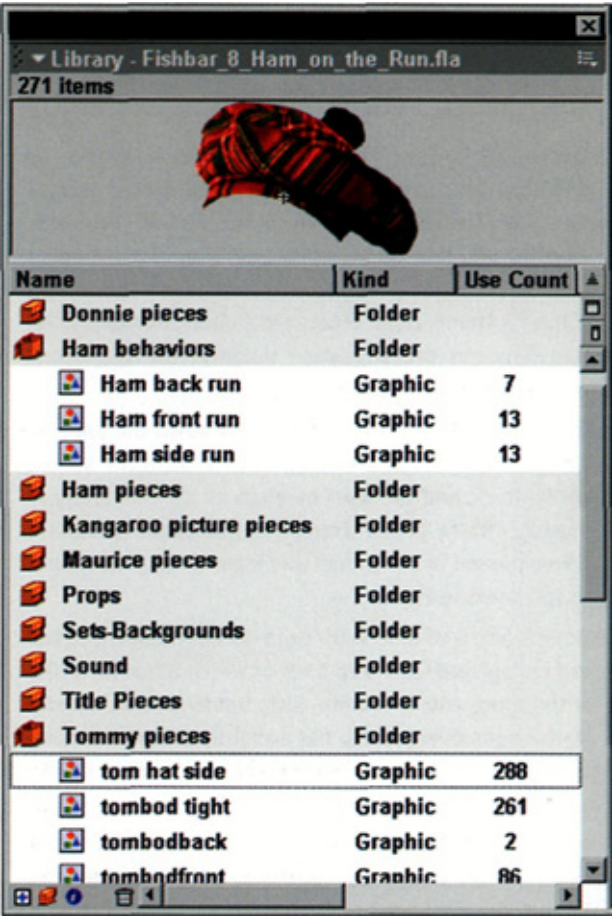 Library - Fishbar_8_Ham_on_the_Run.fla
271 items
Name Kind Use Count
Donnie pieces Folder
Ham behaviors Folder
Ham back run Graphic 7
Ham front run Graphic 13
Ham side run Graphic 13
Ham pieces Folder
Kangaroo picture pieces Folder
Maurice pieces Folder
Props Folder
Sets-Backgrounds Folder
Sound Folder
Title Pieces Folder
Tommy pieces Folder
tom hat side Graphic 288
tombod tight Graphic 261
tombodback Graphic 2
tombodfront Graphic 86